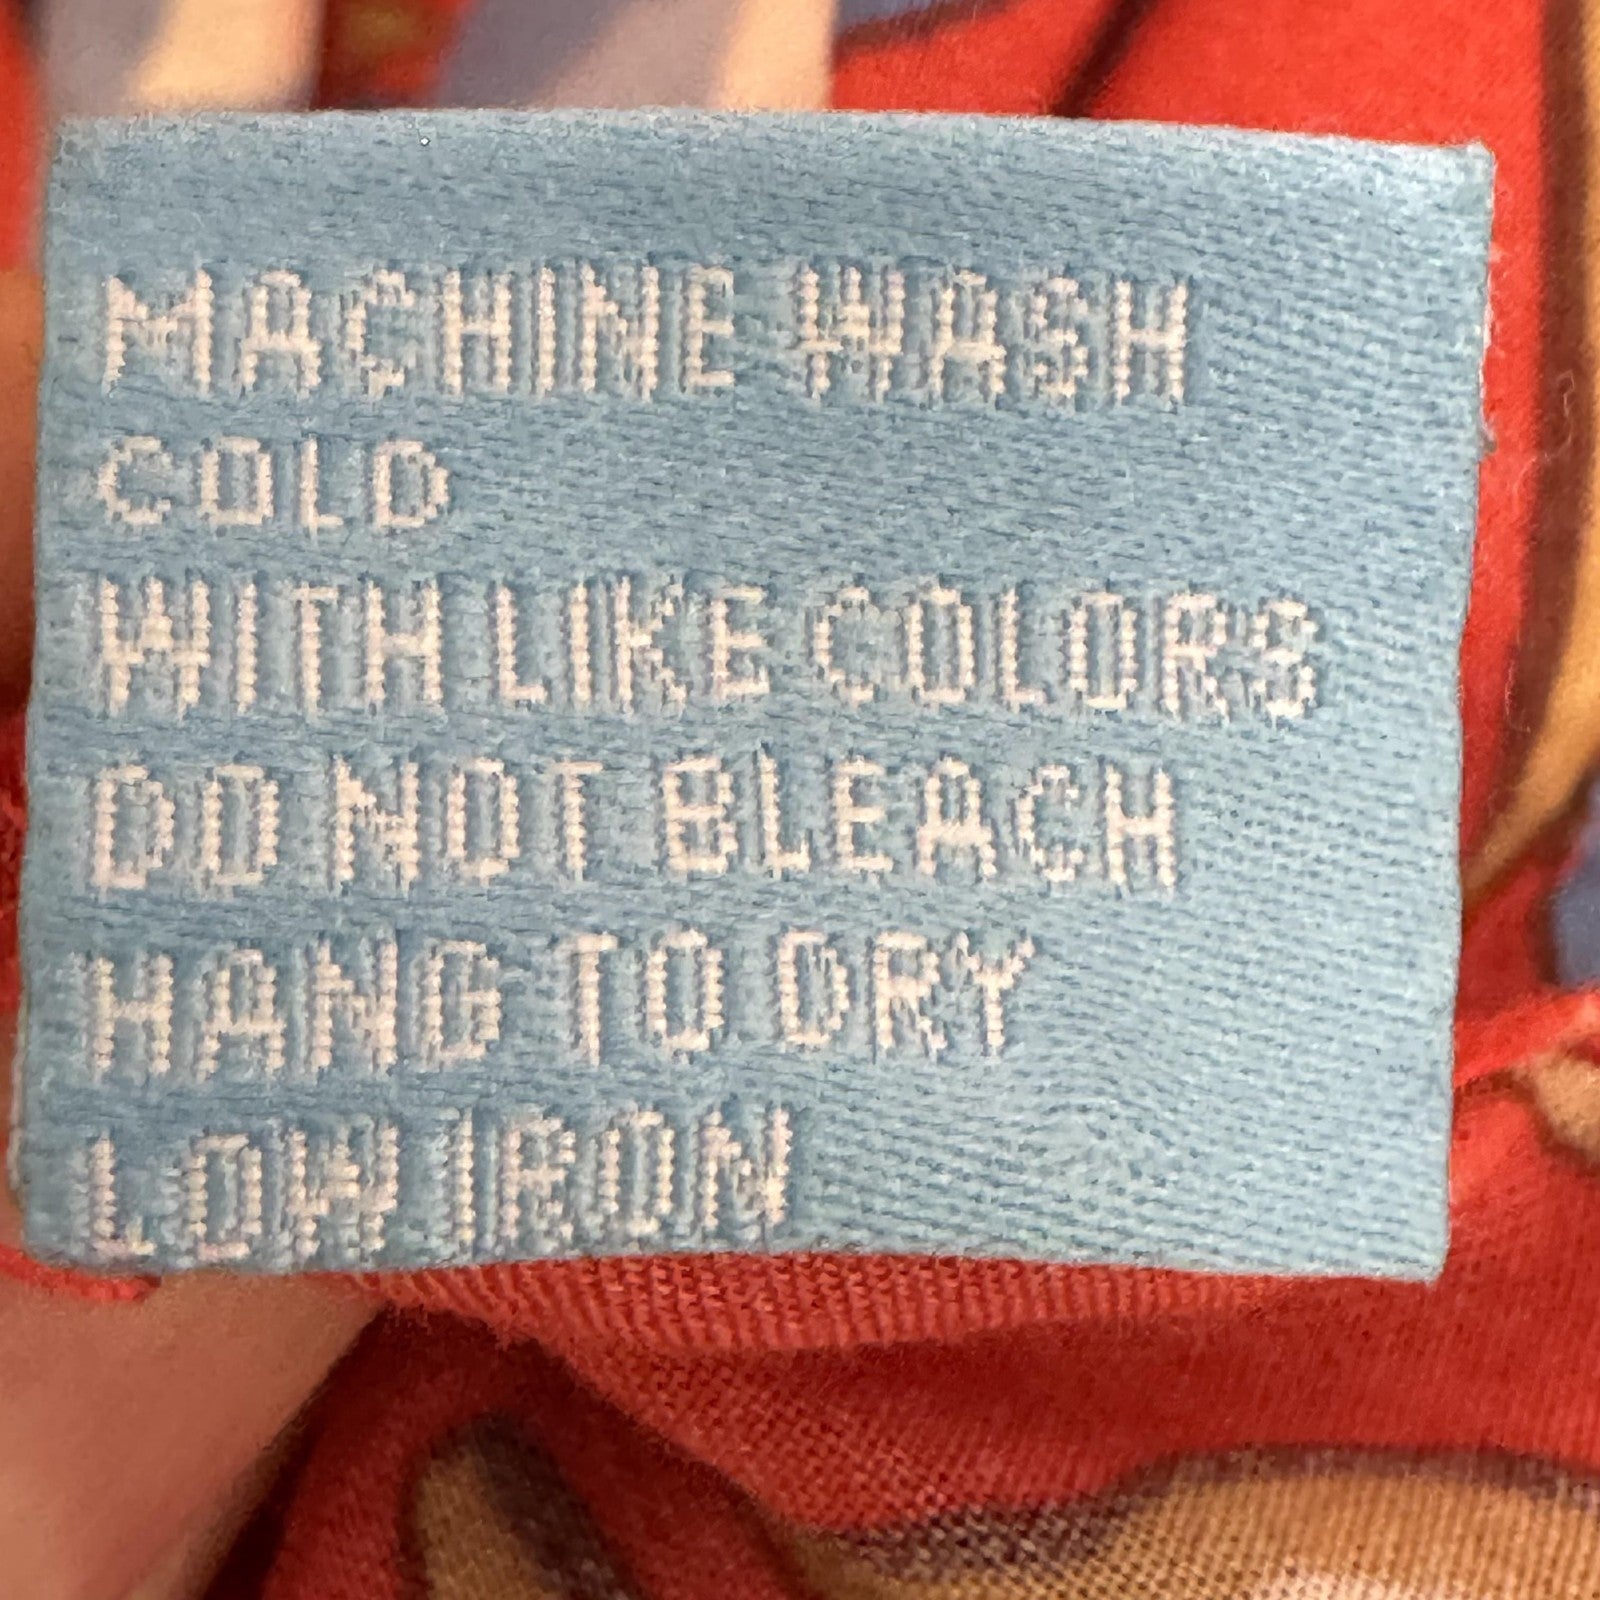 MACHINE WASH
COLD
WITH LIKE COLORS
DO NOT BLEACH
HANG TO DRY
LOW IRON